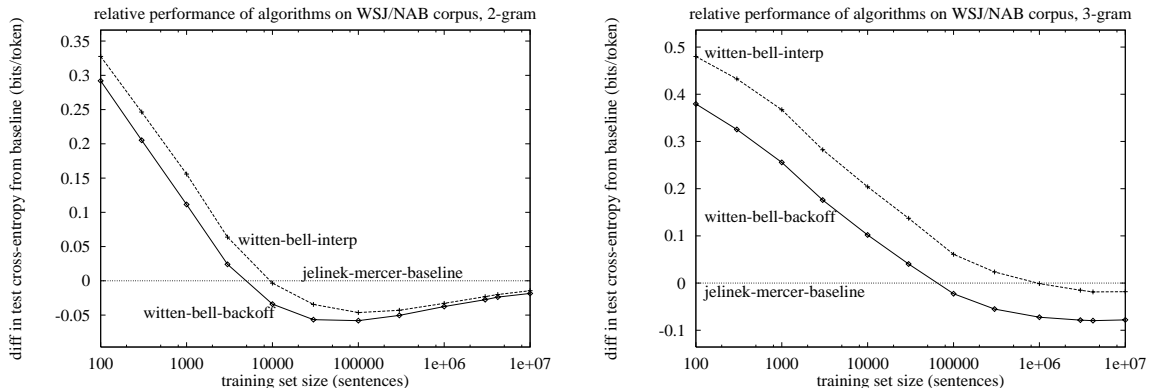 relative performance of algorithms on WSJ/NAB corpus, 2-gram
diff in test cross-entropy from baseline (bits/token)
0.35
0.3
0.25
0.2
0.15
0.1
0.05
0
-0.05
witten-bell-interp
jelinek-mercer-baseline
witten-bell-backoff
100 1000 10000 100000 1e+06 1e+07
training set size (sentences)
relative performance of algorithms on WSJ/NAB corpus, 3-gram
diff in test cross-entropy from baseline (bits/token)
0.5
0.4
0.3
0.2
0.1
0
-0.1
witten-bell-interp
witten-bell-backoff
jelinek-mercer-baseline
100 1000 10000 100000 1e+06 1e+07
training set size (sentences)